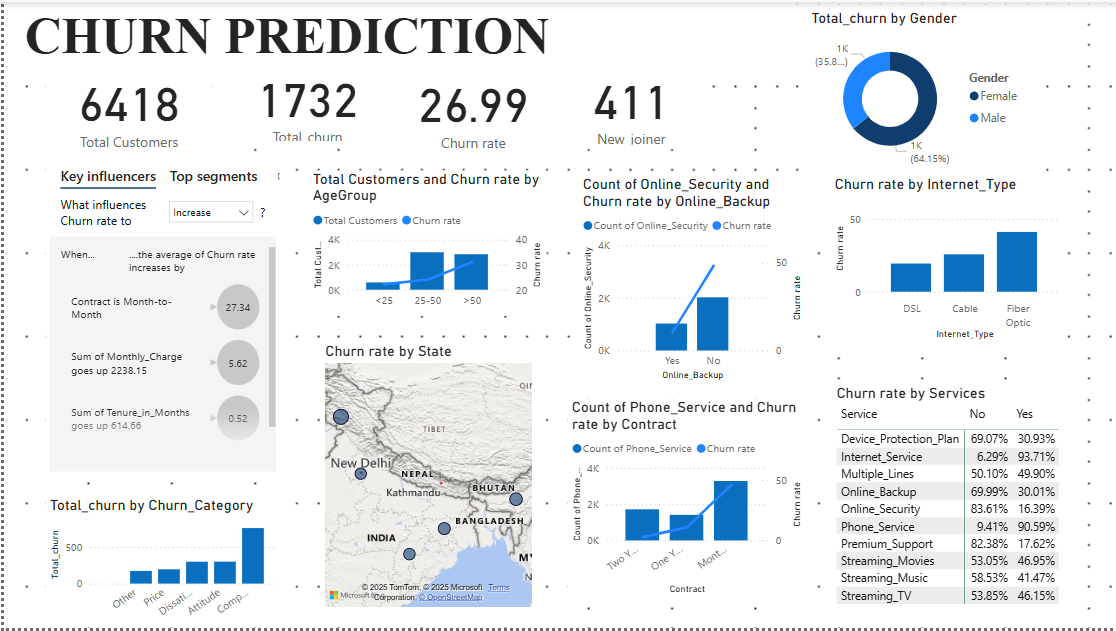 CHURN PREDICTION
6418
Total Customers
1732
Total churn
26.99
Churn rate
411
New joiner
Total_churn by Gender
1K
(35.8...)
1K
(64.15%)
Gender
Female
Male
Key influencers
Top segments
What influences
Churn rate to
Increase
?
When...
....the average of Churn rate
increases by
Contract is Month-to-
Month
27.34
Sum of Monthly_Charge
goes up 2238.15
5.62
Sum of Tenure_in_Months
goes up 614.66
0.52
Total Customers and Churn rate by
AgeGroup
Total Customers
Churn rate
Total Cust...
4K
2K
0K
40
30
20
Churn rate
<25
25-50
>50
Count of Online_Security and
Churn rate by Online_Backup
Count of Online_Security
Churn rate
Count of Online_Security
4K
2K
0K
50
0
Churn rate
Yes
No
Online_Backup
Churn rate by Internet_Type
Churn rate
50
0
DSL
Cable
Fiber
Optic
Internet_Type
Churn rate by State
TIBET
New Delhi
NEPAL
Kathmandu
BHUTAN
BANGLADESH
INDIA
© 2025 TomTom, © 2025 Microsoft
Corporation, © OpenStreetMap
Terms
Count of Phone_Service and Churn
rate by Contract
Count of Phone_Service
Churn rate
Count of Phone_...
4K
2K
0K
50
0
Churn rate
Two Y...
One Y...
Mont...
Contract
Churn rate by Services
Service No Yes
Device_Protection_Plan 69.07% 30.93%
Internet_Service 6.29% 93.71%
Multiple_Lines 50.10% 49.90%
Online_Backup 69.99% 30.01%
Online_Security 83.61% 16.39%
Phone_Service 9.41% 90.59%
Premium_Support 82.38% 17.62%
Streaming_Movies 53.05% 46.95%
Streaming_Music 58.53% 41.47%
Streaming_TV 53.85% 46.15%
Total_churn by Churn_Category
Total_churn
500
0
Other
Price
Dissati...
Attitude
Comp...